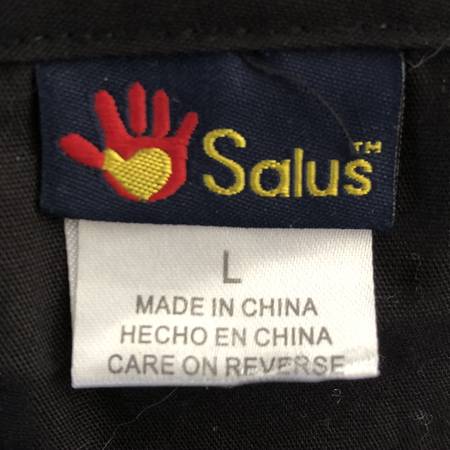 Salus™
L
MADE IN CHINA
HECHO EN CHINA
CARE ON REVERSE